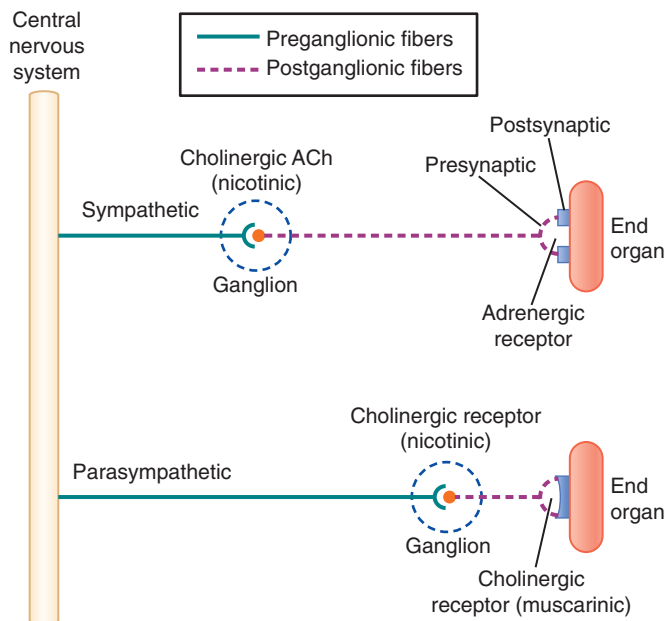 Central
nervous
system
Preganglionic fibers
Postganglionic fibers
Postsynaptic
Presynaptic
Cholinergic ACh
(nicotinic)
Sympathetic
Ganglion
End
organ
Adrenergic
receptor
Cholinergic receptor
(nicotinic)
Parasympathetic
Ganglion
End
organ
Cholinergic
receptor (muscarinic)